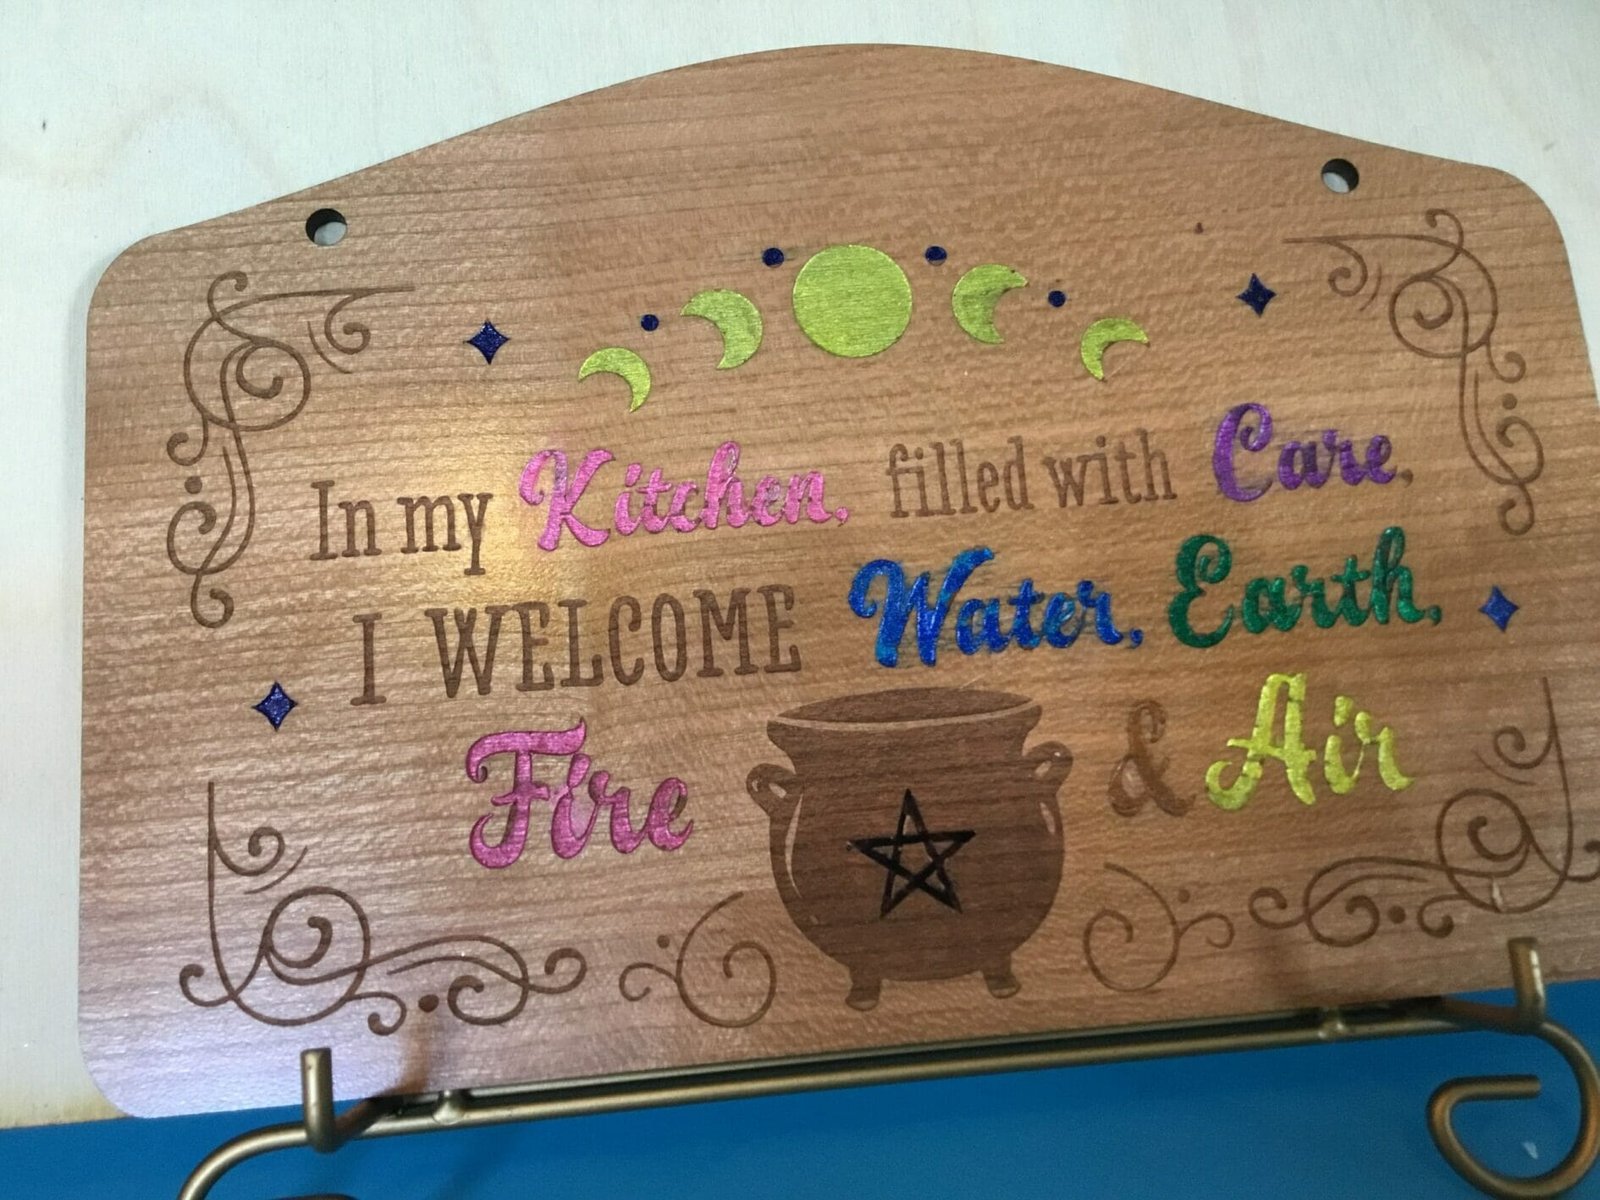 In my Kitchen, filled with Care,
I WELCOME Water, Earth,
Fire & Air